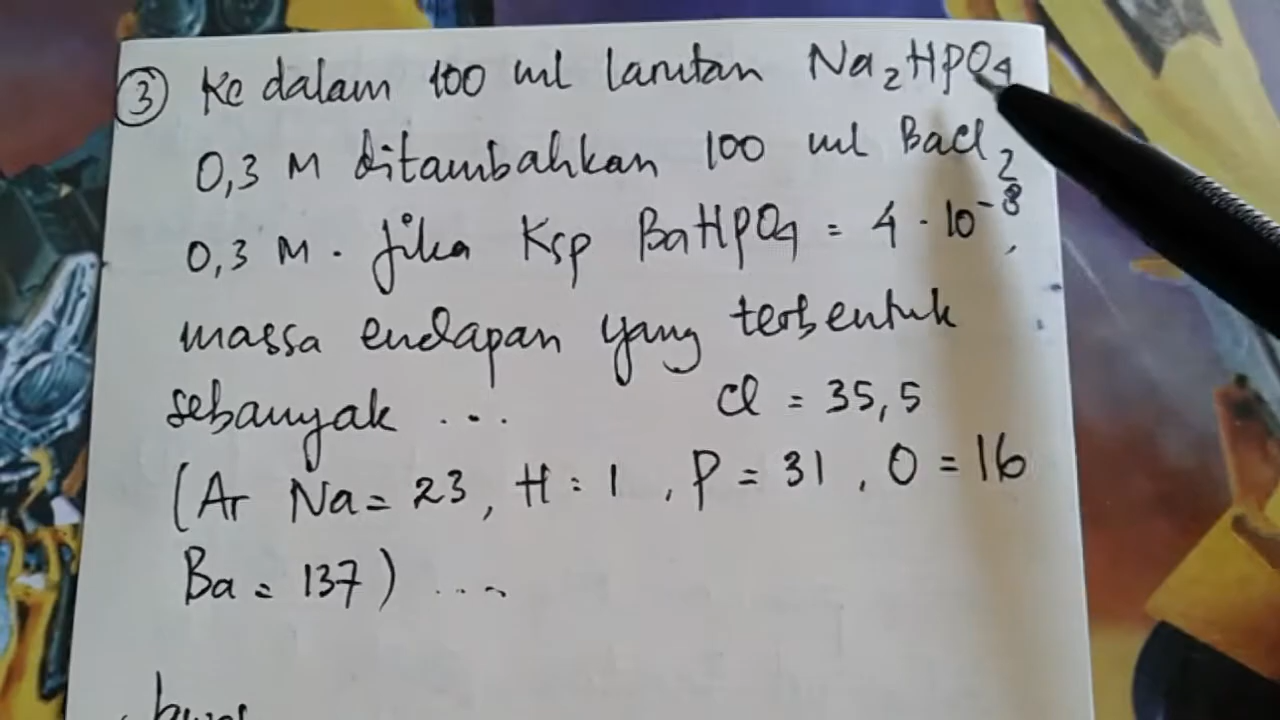 ③ Ke dalam 100 ml larutan Na₂HPO₄
0,3 M ditambahkan 100 ml BaCl₂
0,3 M. Jika Ksp BaHPO₄ = 4 · 10⁻⁸,
massa endapan yang terbentuk
sebanyak ... Cl = 35,5
(Ar Na = 23, H = 1, P = 31, O = 16
Ba = 137) ....